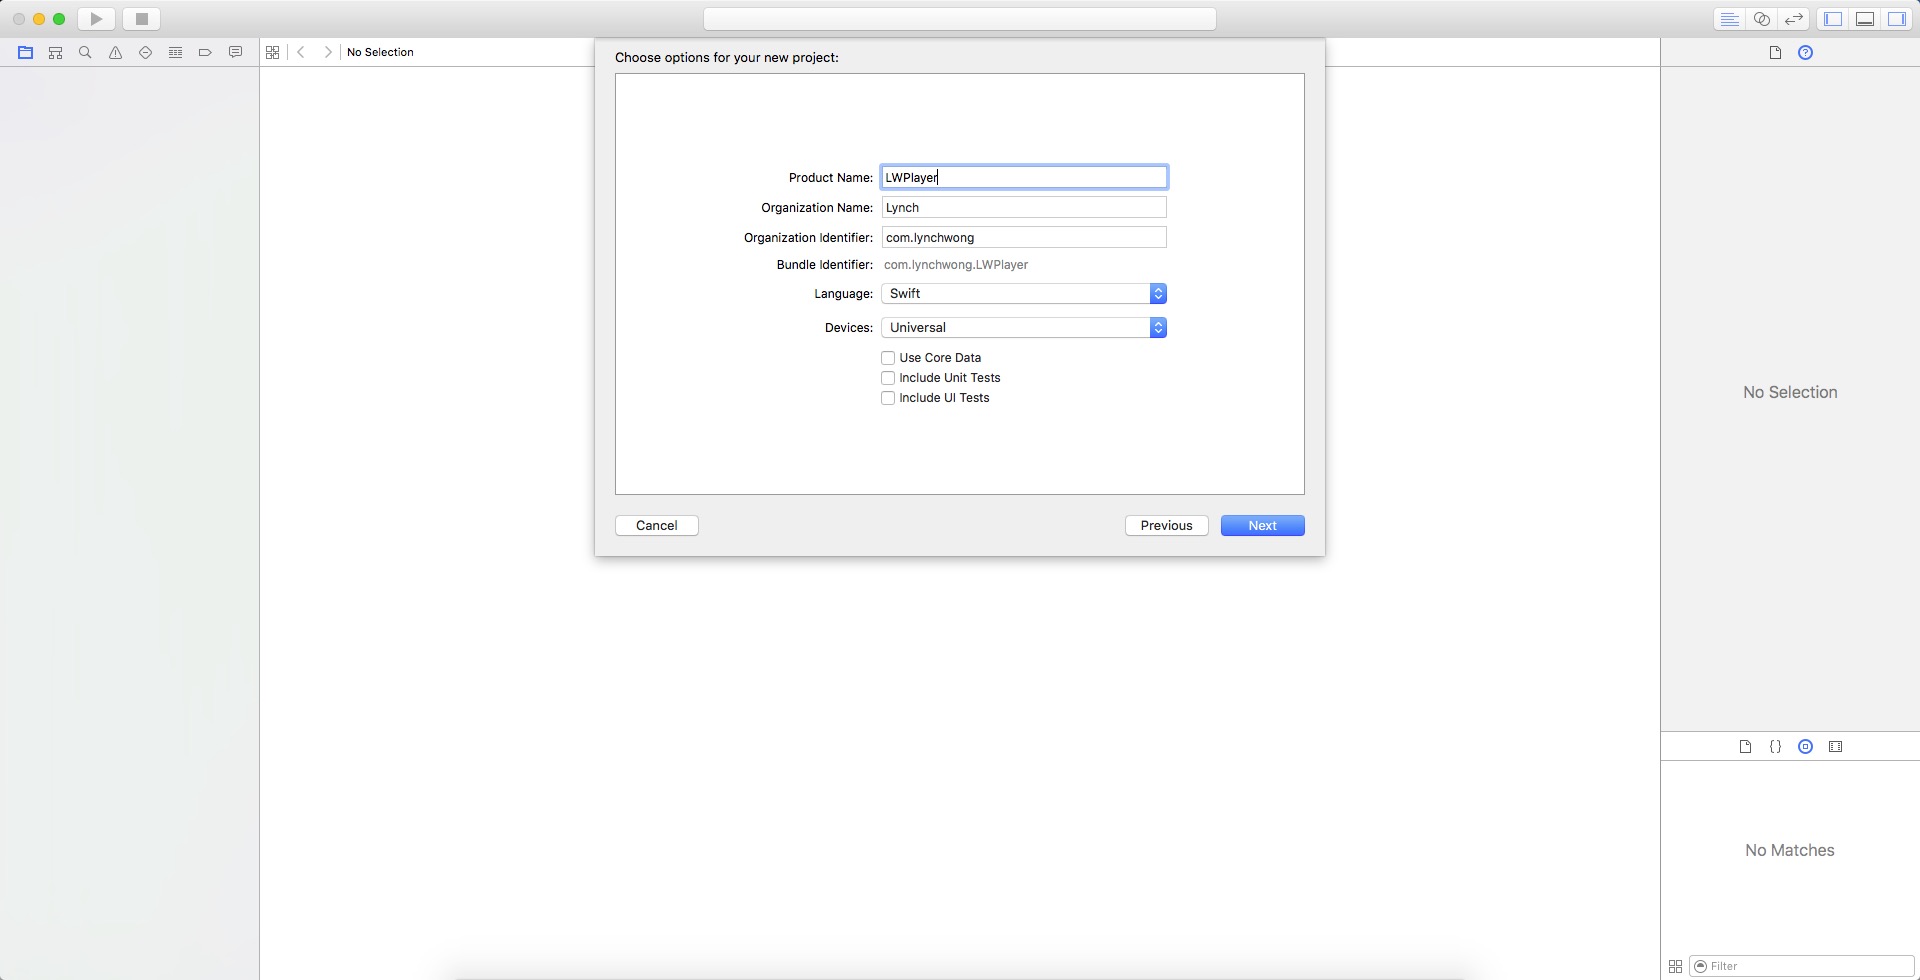 No Selection
Choose options for your new project:
Product Name: LWPlayer
Organization Name: Lynch
Organization Identifier: com.lynchwong
Bundle Identifier: com.lynchwong.LWPlayer
Language: Swift
Devices: Universal
Use Core Data
Include Unit Tests
Include UI Tests
Cancel
Previous
Next
No Selection
No Matches
Filter